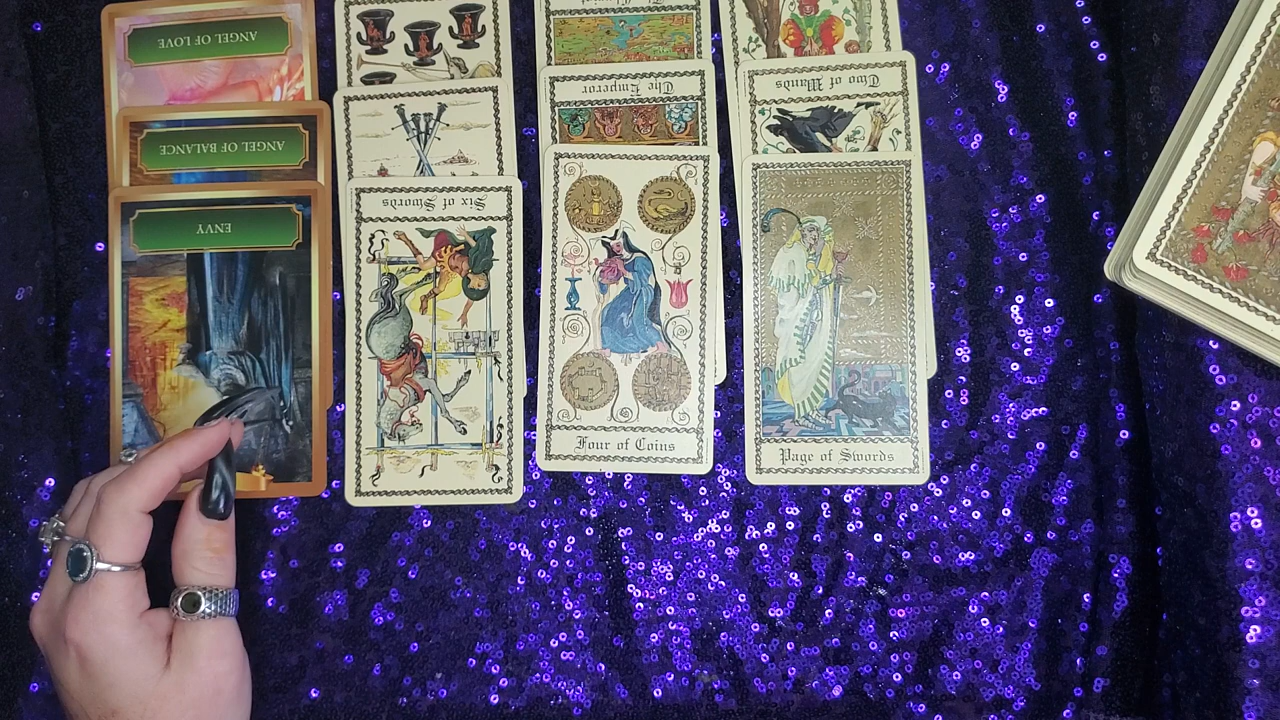 ANGEL OF LOVE
ANGEL OF BALANCE
ENVY
Six of Swords
The Emperor
Four of Coins
Two of Wands
Page of Swords